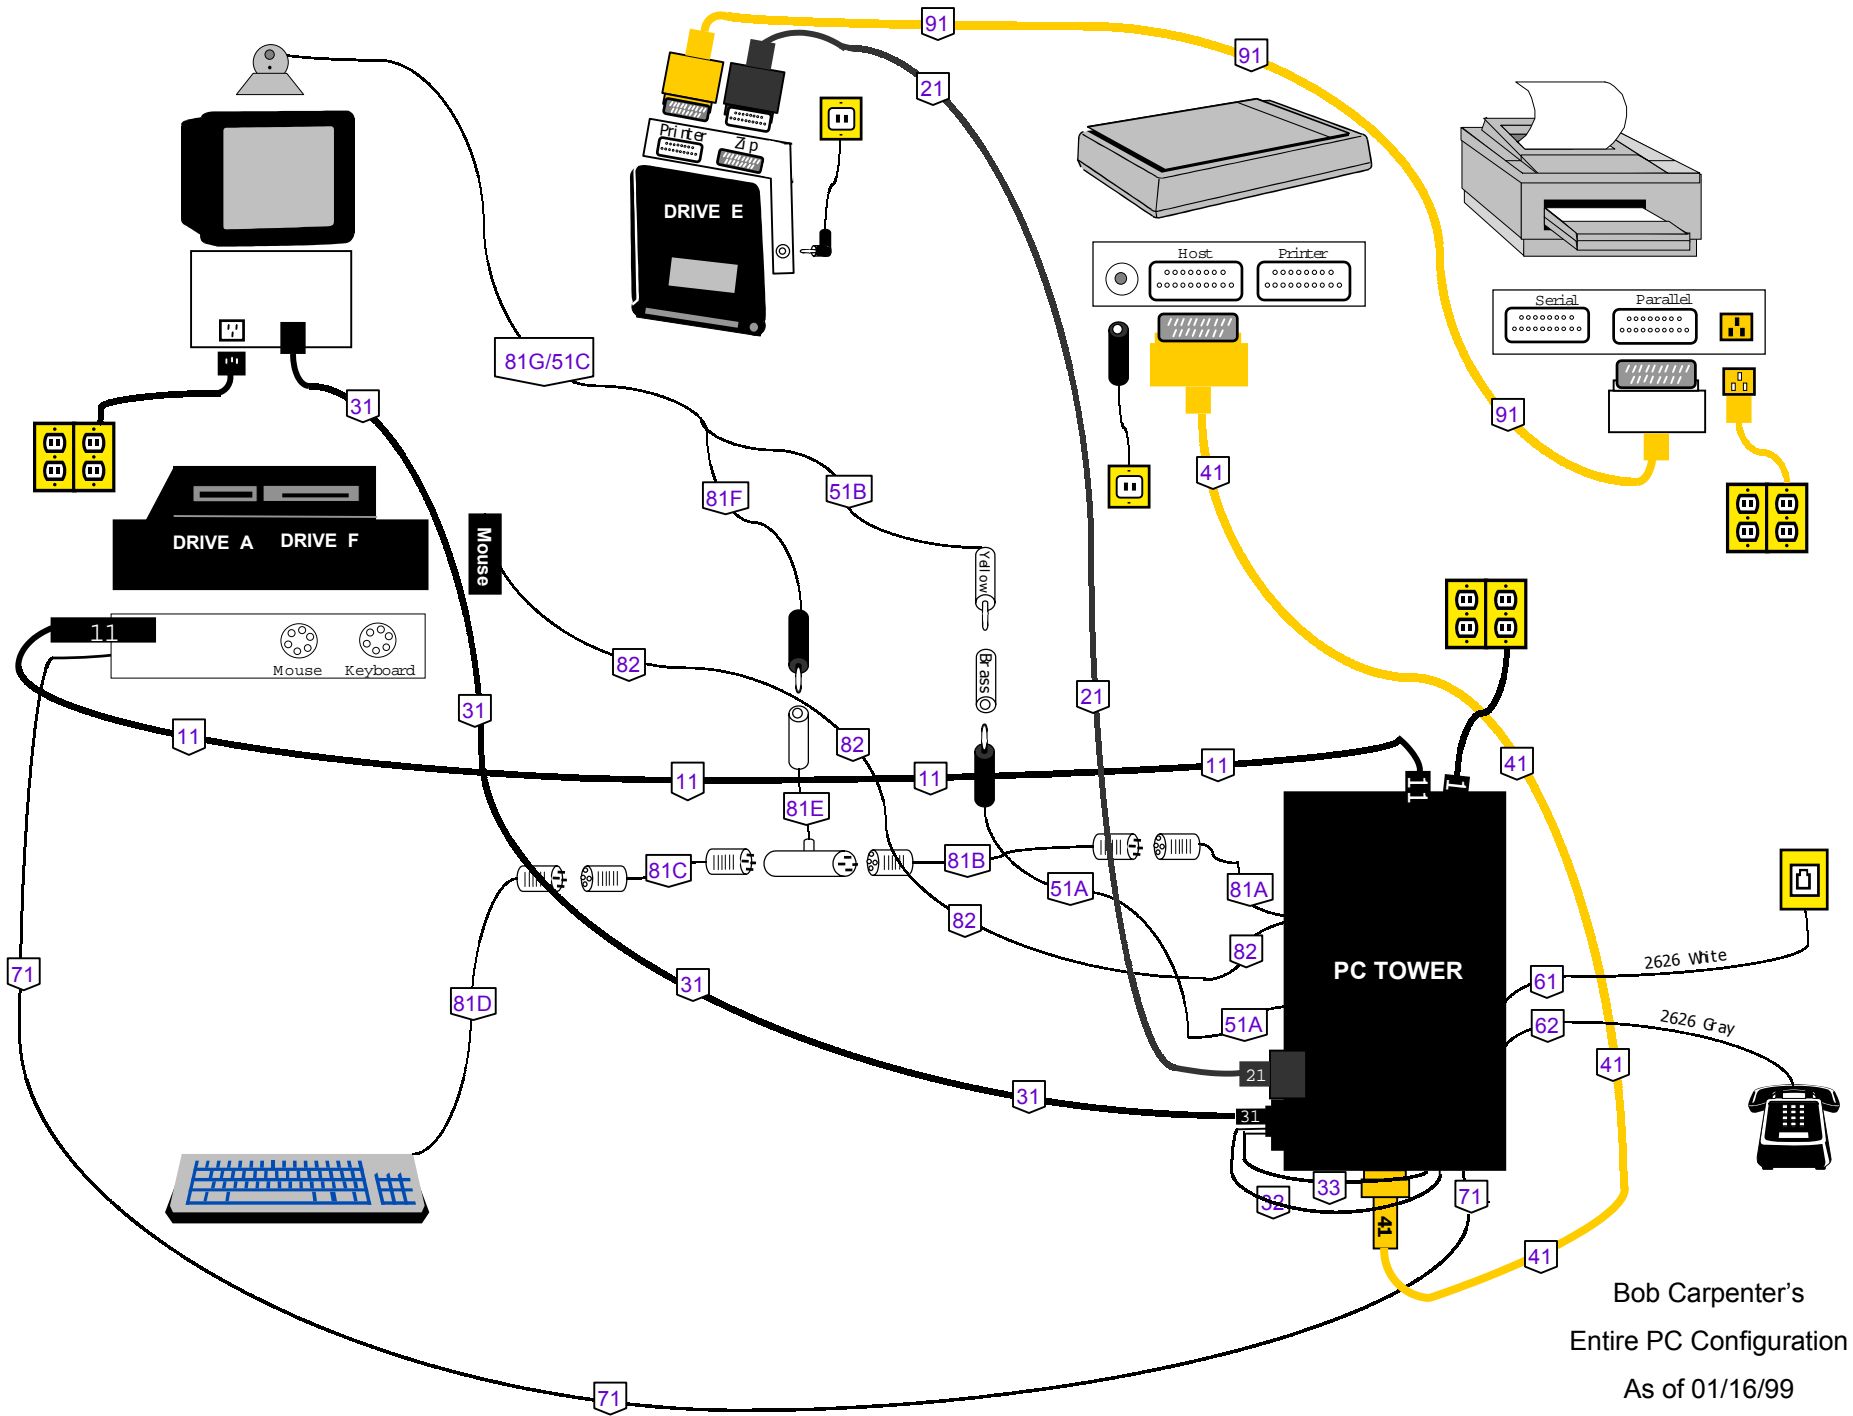 91
91
21
Printer
Zip
DRIVE E
Host
Printer
Serial
Parallel
81G/51C
31
91
41
81F
51B
DRIVE A
DRIVE F
Mouse
Yellow
11
Mouse
Keyboard
82
Brass
31
21
11
82
11
11
11
41
11
1
81E
81C
81B
51A
81A
82
82
PC TOWER
71
31
81D
61
2626 White
62
2626 Gray
51A
21
41
31
31
33
32
71
41
41
71
Bob Carpenter's
Entire PC Configuration
As of 01/16/99